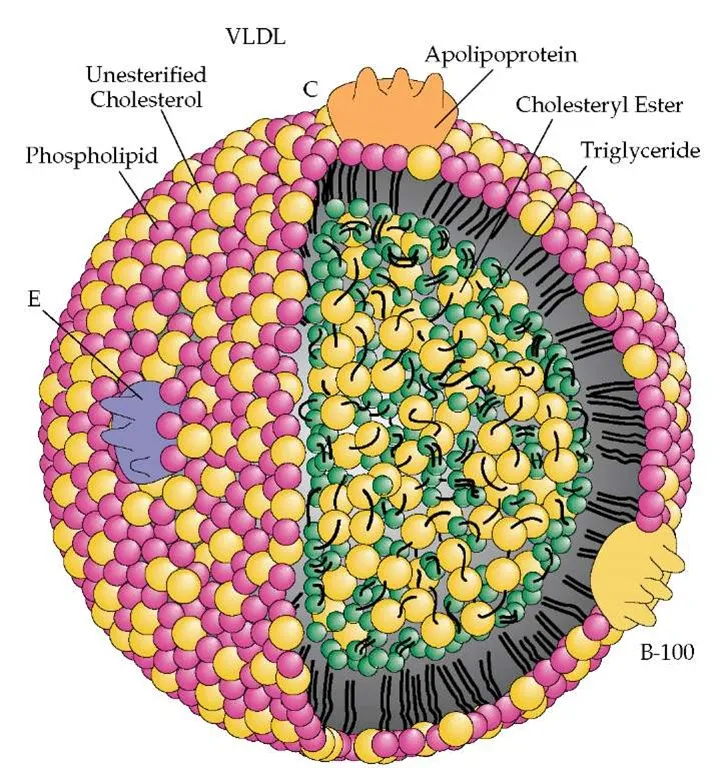 VLDL
Apolipoprotein
Unesterified
Cholesterol
C
Cholesteryl Ester
Phospholipid
Triglyceride
E
B-100